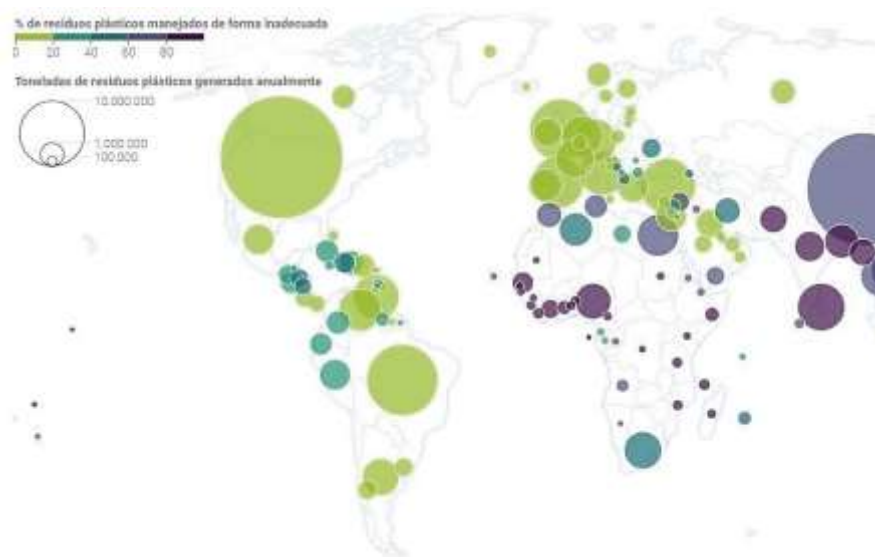 % de residuos plásticos manejados de forma inadecuada
0 20 40 60 80
Toneladas de residuos plásticos generados anualmente
10.000.000
1.000.000
100.000